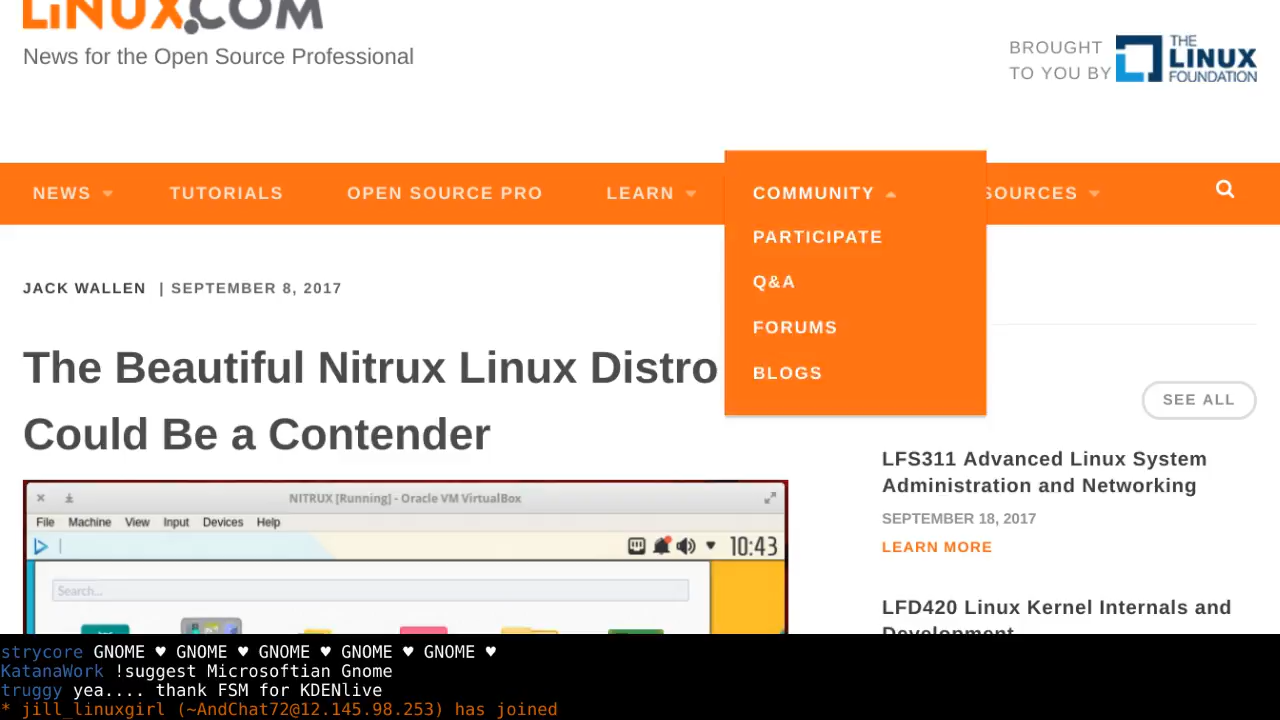 LiNUX.COM
News for the Open Source Professional
BROUGHT
TO YOU BY
THE
LINUX
FOUNDATION
NEWS
TUTORIALS
OPEN SOURCE PRO
LEARN
COMMUNITY
SOURCES
PARTICIPATE
Q&A
FORUMS
BLOGS
JACK WALLEN | SEPTEMBER 8, 2017
The Beautiful Nitrux Linux Distro
Could Be a Contender
SEE ALL
LFS311 Advanced Linux System
Administration and Networking
SEPTEMBER 18, 2017
LEARN MORE
LFD420 Linux Kernel Internals and
Development
NITRUX [Running] - Oracle VM VirtualBox
File Machine View Input Devices Help
10:43
Search...
strycore GNOME ♥ GNOME ♥ GNOME ♥ GNOME ♥ GNOME ♥
KatanaWork !suggest Microsoftian Gnome
truggy yea.... thank FSM for KDENlive
* jill_linuxgirl (~AndChat72@12.145.98.253) has joined